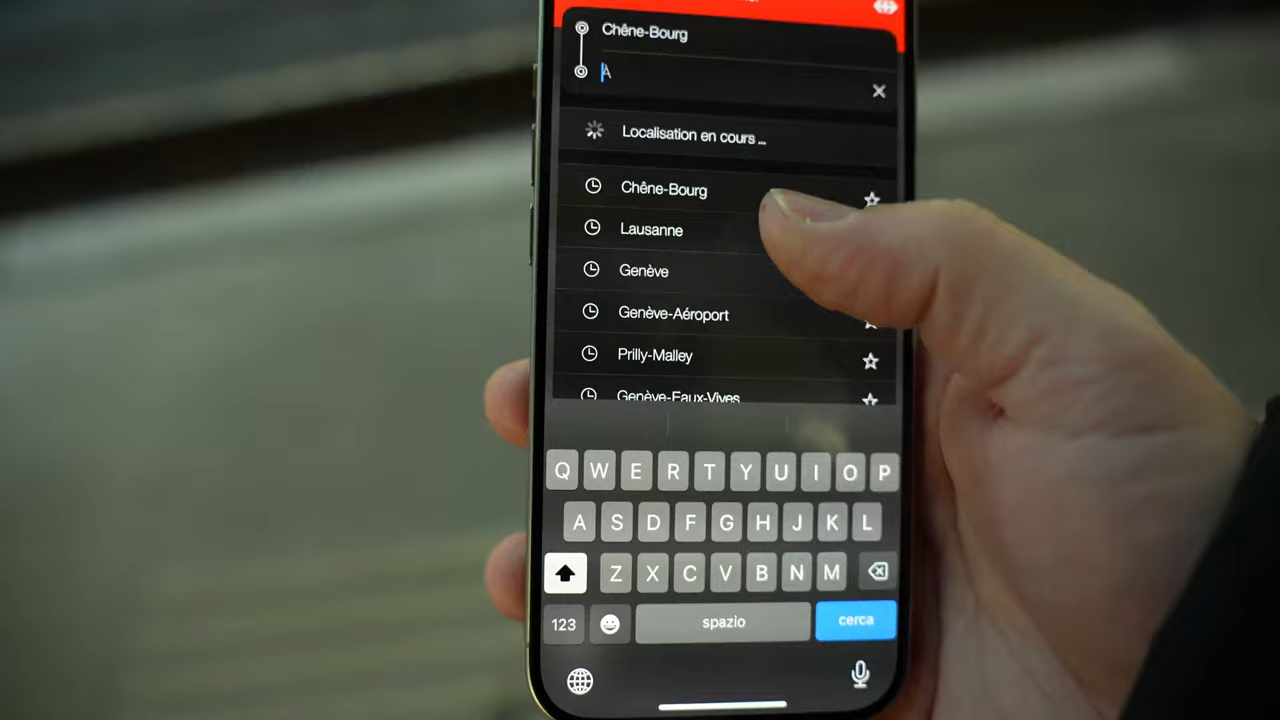 Chêne-Bourg
À
Localisation en cours ...
Chêne-Bourg
Lausanne
Genève
Genève-Aéroport
Prilly-Malley
Genève-Eaux-Vives
Q W E R T Y U I O P
A S D F G H J K L
Z X C V B N M
123 spazio cerca